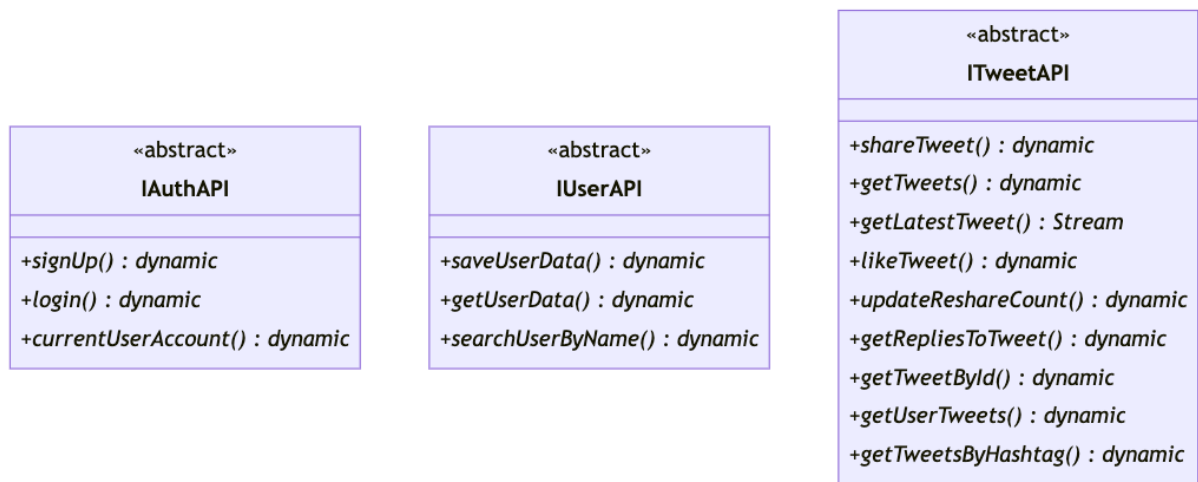 «abstract»
IAuthAPI
+signUp() : dynamic
+login() : dynamic
+currentUserAccount() : dynamic
«abstract»
IUserAPI
+saveUserData() : dynamic
+getUserData() : dynamic
+searchUserByName() : dynamic
«abstract»
ITweetAPI
+shareTweet() : dynamic
+getTweets() : dynamic
+getLatestTweet() : Stream
+likeTweet() : dynamic
+updateReshareCount() : dynamic
+getRepliesToTweet() : dynamic
+getTweetById() : dynamic
+getUserTweets() : dynamic
+getTweetsByHashtag() : dynamic